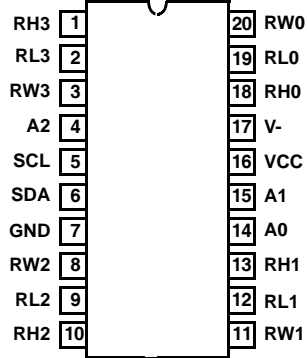 RH3 1 20 RW0
RL3 2 19 RL0
RW3 3 18 RH0
A2 4 17 V-
SCL 5 16 VCC
SDA 6 15 A1
GND 7 14 A0
RW2 8 13 RH1
RL2 9 12 RL1
RH2 10 11 RW1